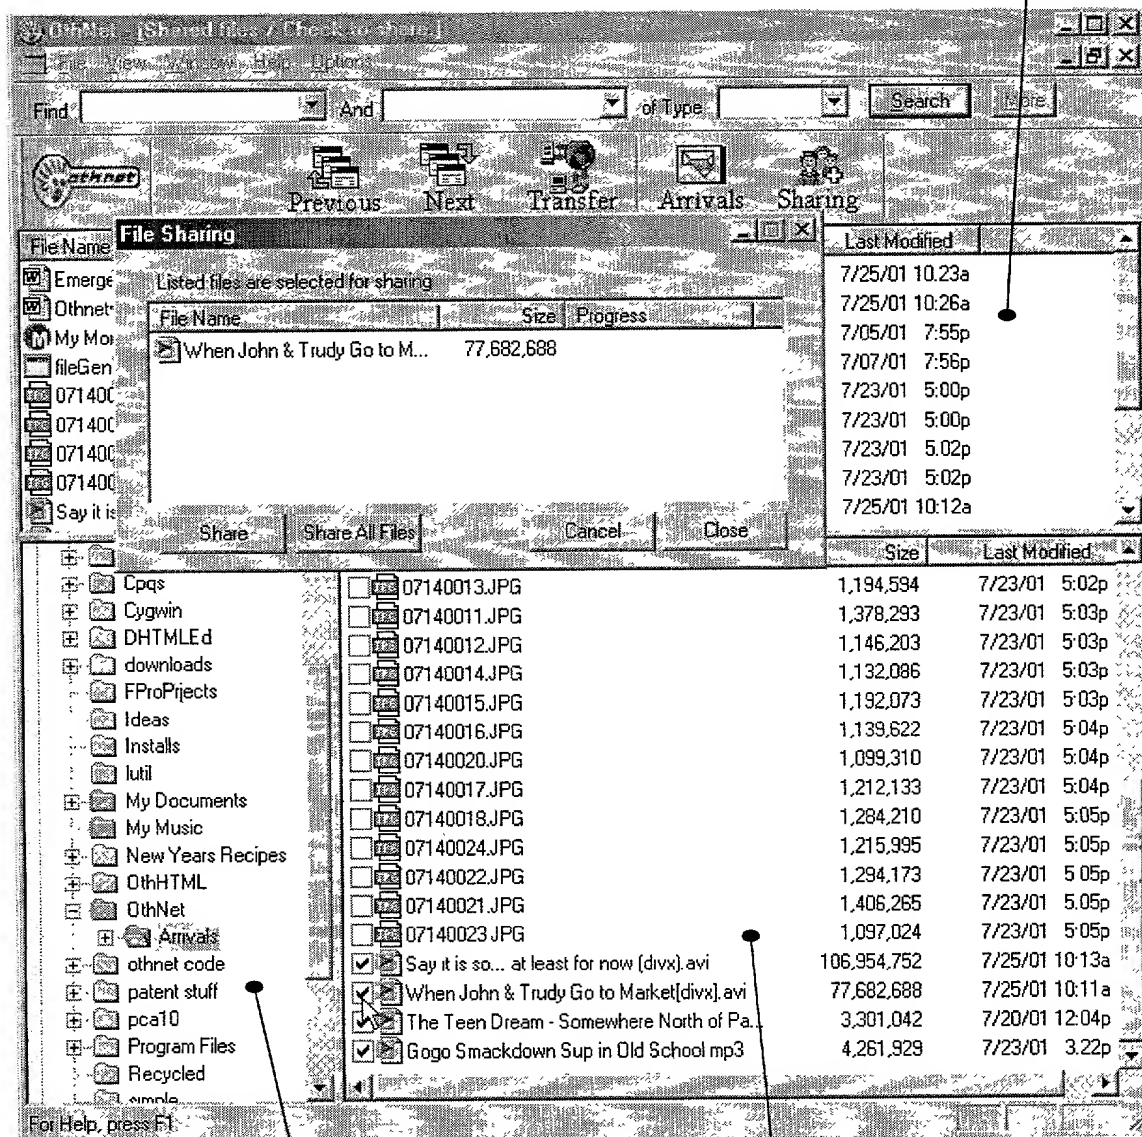 OthNet - [Shared files / Check to share]
File View Window Help Options
Find And of Type Search More
othnet
Previous Next Transfer Arrivals Sharing
File Name Last Modified
File Sharing
Listed files are selected for sharing
File Name Size Progress
When John & Trudy Go to M... 77,682,688
Share Share All Files Cancel Close
Emerge 7/25/01 10.23a
Othnet 7/25/01 10:26a
My Mo 7/05/01 7:55p
fileGen 7/07/01 7:56p
071400 7/23/01 5:00p
071400 7/23/01 5:00p
071400 7/23/01 5.02p
071400 7/23/01 5:02p
Say it is 7/25/01 10:12a
Size Last Modified
Cpqs
Cygwin
DHTMLEd
downloads
FProPrjects
Ideas
Installs
lutil
My Documents
My Music
New Years Recipes
OthHTML
OthNet
Arrivals
othnet code
patent stuff
pca10
Program Files
Recycled
simple
07140013.JPG 1,194,594 7/23/01 5:02p
07140011.JPG 1,378,293 7/23/01 5:03p
07140012.JPG 1,146,203 7/23/01 5:03p
07140014.JPG 1,132,086 7/23/01 5:03p
07140015.JPG 1,192,073 7/23/01 5:03p
07140016.JPG 1,139,622 7/23/01 5:04p
07140020.JPG 1,099,310 7/23/01 5:04p
07140017.JPG 1,212,133 7/23/01 5:04p
07140018.JPG 1,284,210 7/23/01 5:05p
07140024.JPG 1,215,995 7/23/01 5:05p
07140022.JPG 1,294,173 7/23/01 5 05p
07140021.JPG 1,406,265 7/23/01 5.05p
07140023 JPG 1,097,024 7/23/01 5:05p
Say it is so... at least for now (divx).avi 106,954,752 7/25/01 10:13a
When John & Trudy Go to Market[divx].avi 77,682,688 7/25/01 10:11a
The Teen Dream - Somewhere North of Pa... 3,301,042 7/20/01 12:04p
Gogo Smackdown Sup in Old School mp3 4,261,929 7/23/01 3.22p
For Help, press F1